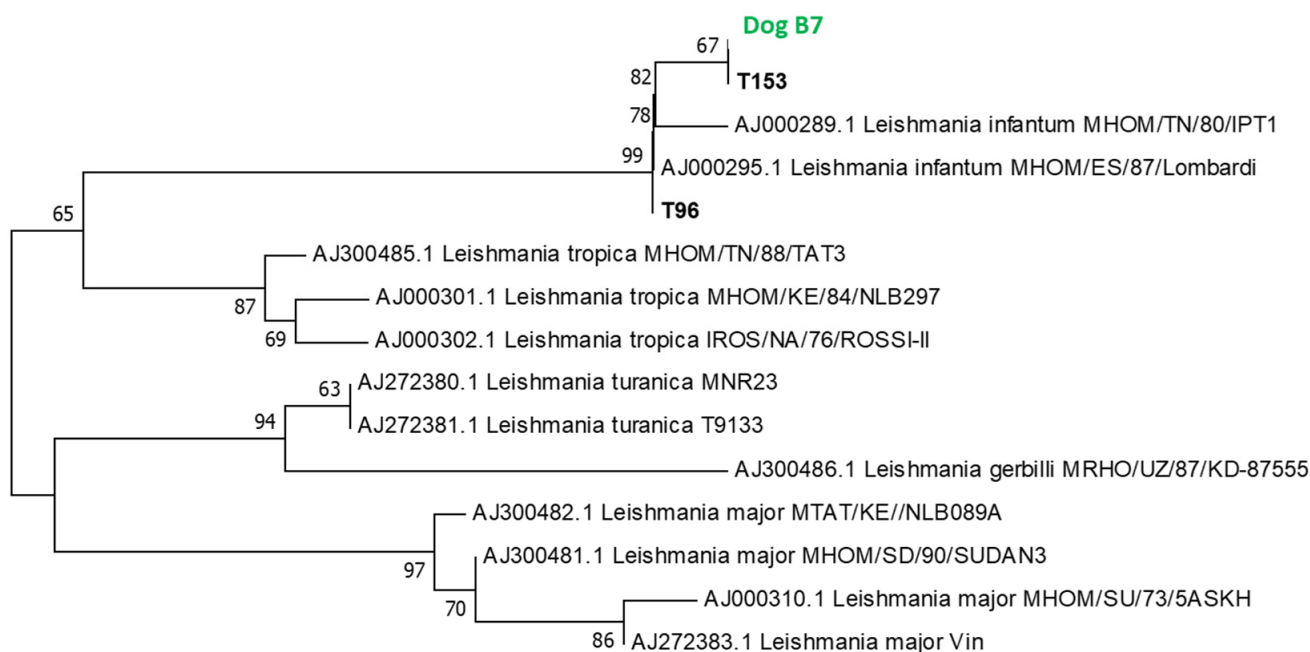 Dog B7
67
T153
82
78
AJ000289.1 Leishmania infantum MHOM/TN/80/IPT1
99
AJ000295.1 Leishmania infantum MHOM/ES/87/Lombardi
T96
65
AJ300485.1 Leishmania tropica MHOM/TN/88/TAT3
87
AJ000301.1 Leishmania tropica MHOM/KE/84/NLB297
69
AJ000302.1 Leishmania tropica IROS/NA/76/ROSSI-II
63
AJ272380.1 Leishmania turanica MNR23
94
AJ272381.1 Leishmania turanica T9133
AJ300486.1 Leishmania gerbilli MRHO/UZ/87/KD-87555
AJ300482.1 Leishmania major MTAT/KE//NLB089A
97
AJ300481.1 Leishmania major MHOM/SD/90/SUDAN3
70
AJ000310.1 Leishmania major MHOM/SU/73/5ASKH
86
AJ272383.1 Leishmania major Vin